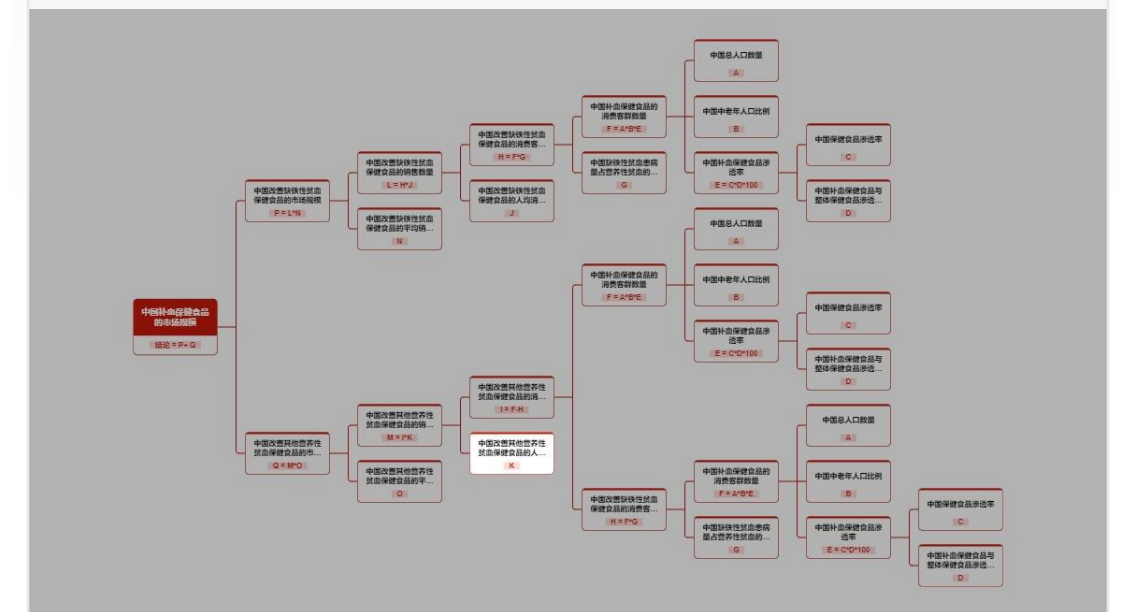 中国总人口数量
A
中国补血保健食品的
消费客群数量
F = A*B*E
中国中老年人口比例
B
中国改善缺铁性贫血
保健食品的消费客...
H = F*G
中国保健食品渗透率
C
中国改善缺铁性贫血
保健食品的销售数量
L = H*J
中国缺铁性贫血患病
量占营养性贫血的...
G
中国补血保健食品渗
透率
E = C*D*100
中国改善缺铁性贫血
保健食品的市场规模
P = L*N
中国改善缺铁性贫血
保健食品的人均消...
J
中国补血保健食品与
整体保健食品渗透...
D
中国改善缺铁性贫血
保健食品的平均销...
N
中国总人口数量
A
中国补血保健食品的
消费客群数量
F = A*B*E
中国中老年人口比例
B
中国补血保健食品
的市场规模
结论 = P+ Q
中国保健食品渗透率
C
中国补血保健食品渗
透率
E = C*D*100
中国补血保健食品与
整体保健食品渗透...
D
中国改善其他营养性
贫血保健食品的消...
I = F-H
中国改善其他营养性
贫血保健食品的销...
M = I*K
中国总人口数量
A
中国改善其他营养性
贫血保健食品的市...
Q = M*O
中国改善其他营养性
贫血保健食品的人...
K
中国改善其他营养性
贫血保健食品的平...
O
中国补血保健食品的
消费客群数量
F = A*B*E
中国中老年人口比例
B
中国改善缺铁性贫血
保健食品的消费客...
H = F*G
中国保健食品渗透率
C
中国缺铁性贫血患病
量占营养性贫血的...
G
中国补血保健食品渗
透率
E = C*D*100
中国补血保健食品与
整体保健食品渗透...
D